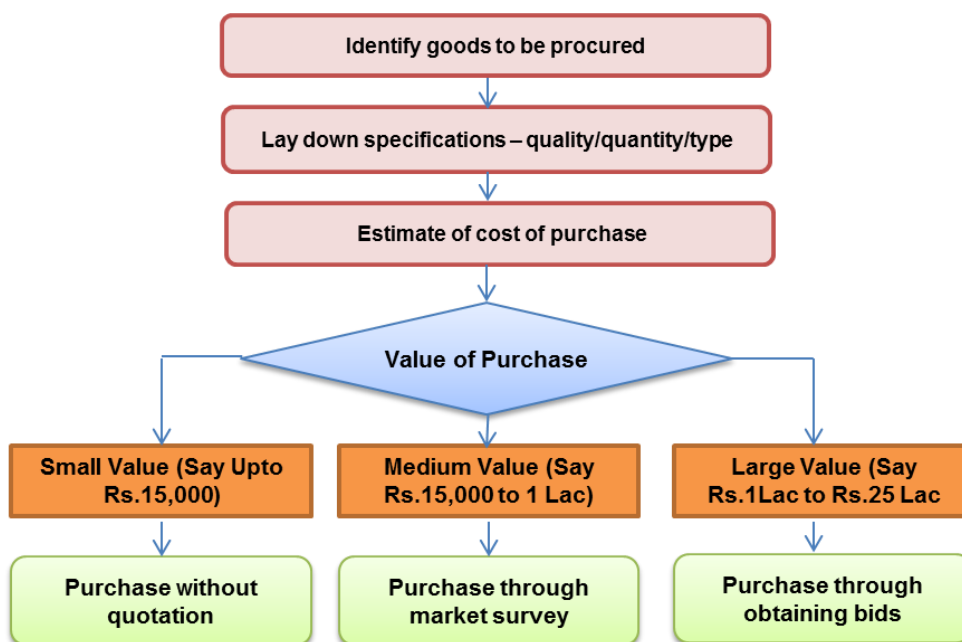 Identify goods to be procured
Lay down specifications – quality/quantity/type
Estimate of cost of purchase
Value of Purchase
Small Value (Say Upto
Rs.15,000)
Medium Value (Say
Rs.15,000 to 1 Lac)
Large Value (Say
Rs.1Lac to Rs.25 Lac
Purchase without
quotation
Purchase through
market survey
Purchase through
obtaining bids